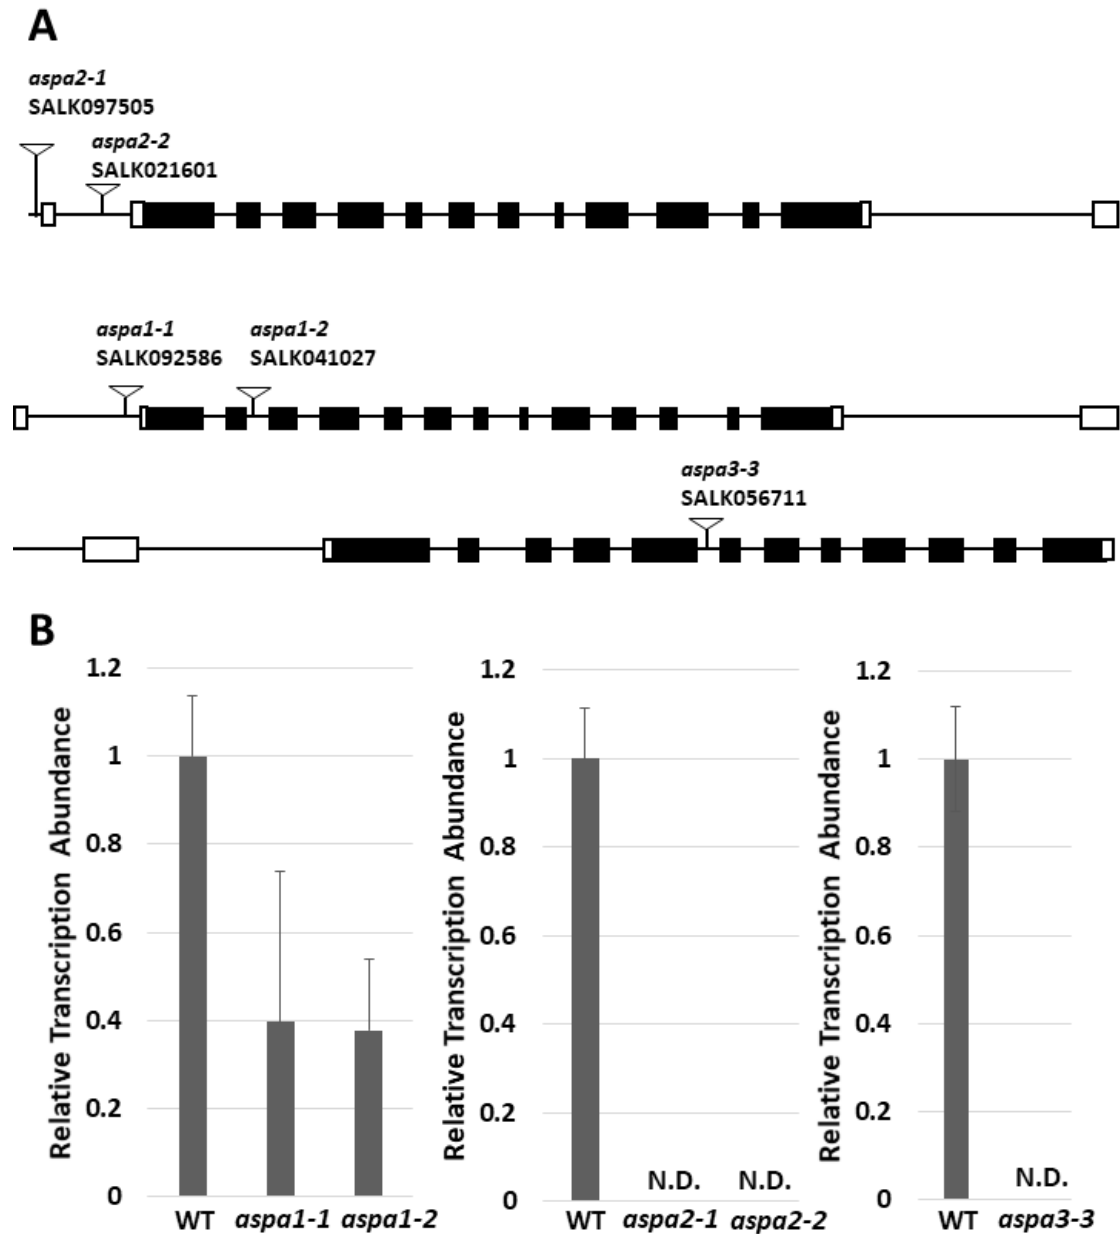 A
aspa2-1
SALK097505
aspa2-2
SALK021601
aspa1-1
SALK092586
aspa1-2
SALK041027
aspa3-3
SALK056711
B
Relative Transcription Abundance
1.2
1
0.8
0.6
0.4
0.2
0
WT
aspa1-1
aspa1-2
Relative Transcription Abundance
1.2
1
0.8
0.6
0.4
0.2
0
N.D.
N.D.
WT
aspa2-1
aspa2-2
Relative Transcription Abundance
1.2
1
0.8
0.6
0.4
0.2
0
N.D.
WT
aspa3-3